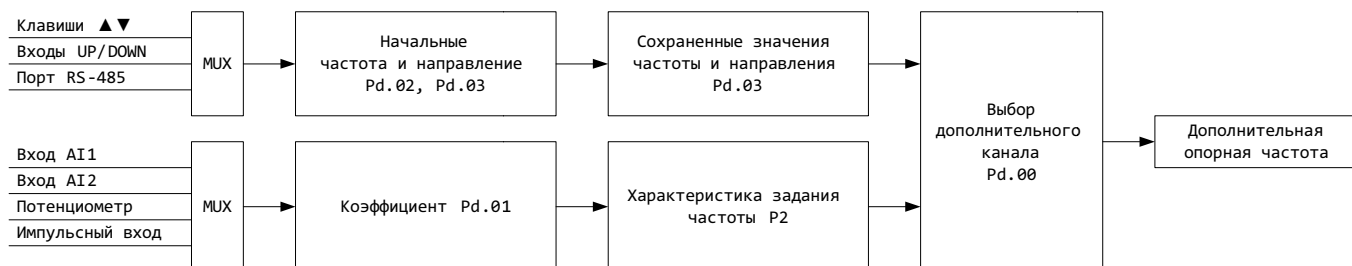 Клавиши ▲▼
Входы UP/DOWN
Порт RS-485
MUX
Начальные
частота и направление
Pd.02, Pd.03
Сохраненные значения
частоты и направления
Pd.03
Вход AI1
Вход AI2
Потенциометр
Импульсный вход
MUX
Коэффициент Pd.01
Характеристика задания
частоты P2
Выбор
дополнительного
канала
Pd.00
Дополнительная
опорная частота